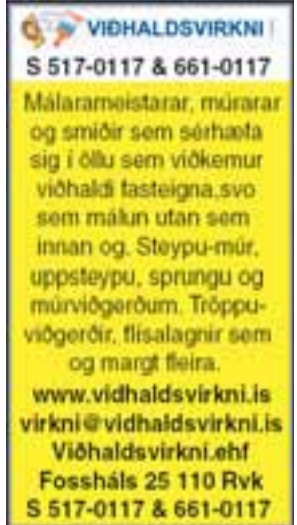 VIÐHALDSVIRKNI
S 517-0117 & 661-0117
Málarameistarar, múrarar
og smiðir sem sérhæfa
sig í öllu sem viðkemur
viðhaldi fasteigna,svo
sem málun utan sem
innan og. Steypu-múr,
uppsteypu, sprungu og
múrviðgerðum. Tröppu-
viðgerðir, flísalagnir sem
og margt fleira.
www.vidhaldsvirkni.is
virkni@vidhaldsvirkni.is
Viðhaldsvirkni.ehf
Fossháls 25 110 Rvk
S 517-0117 & 661-0117